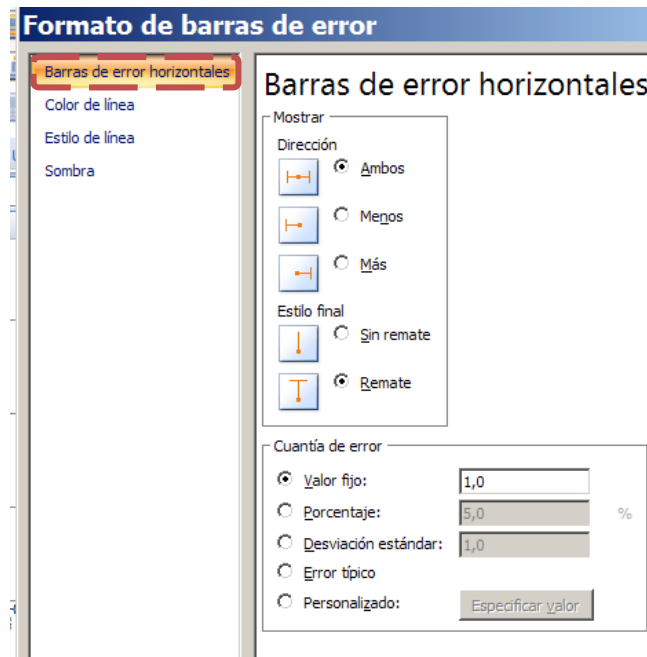 Formato de barras de error
Barras de error horizontales
Color de línea
Estilo de línea
Sombra
Barras de error horizontales
Mostrar
Dirección
Ambos
Menos
Más
Estilo final
Sin remate
Remate
Cuantía de error
Valor fijo: 1,0
Porcentaje: 5,0 %
Desviación estándar: 1,0
Error típico
Personalizado: Especificar valor